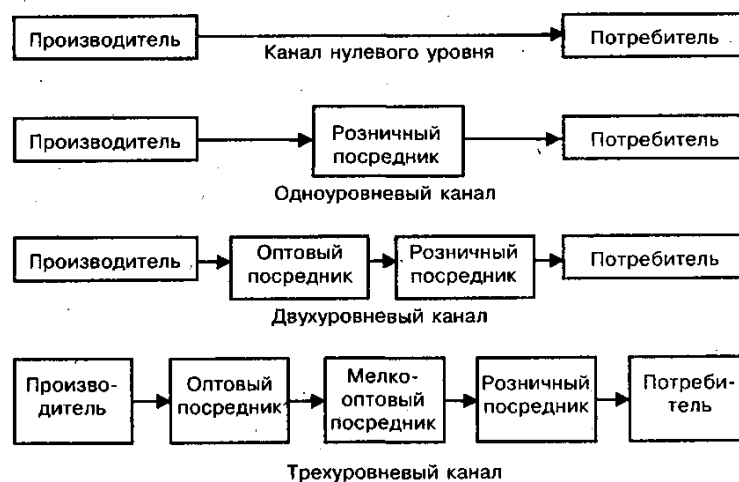 Производитель
Канал нулевого уровня
Потребитель
Производитель
Розничный
посредник
Потребитель
Одноуровневый канал
Производитель
Оптовый
посредник
Розничный
посредник
Потребитель
Двухуровневый канал
Произво-
дитель
Оптовый
посредник
Мелко-
оптовый
посредник
Розничный
посредник
Потреби-
тель
Трехуровневый канал